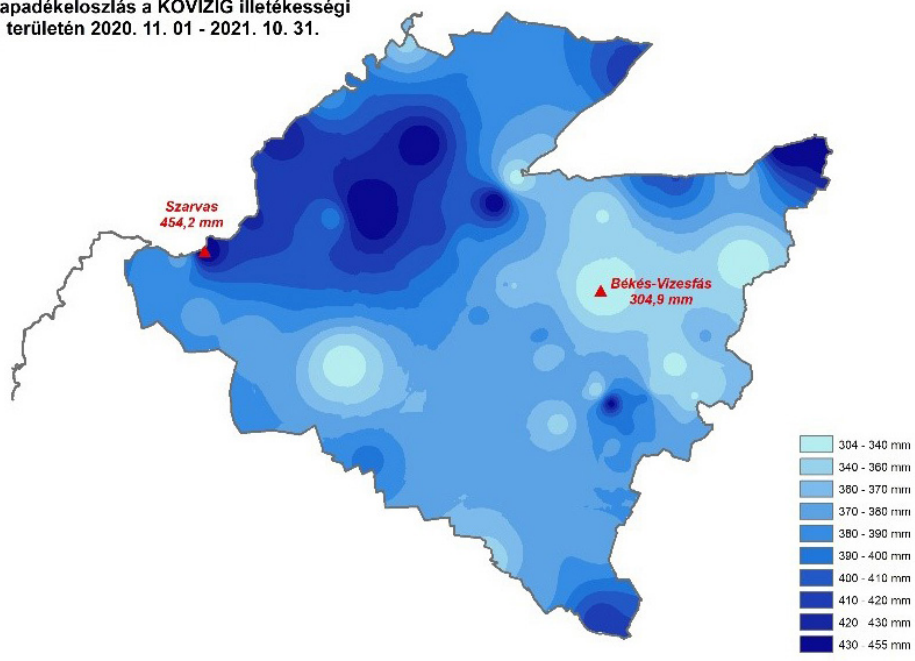 apadékeloszlás a KÖVIZIG illetékességi
területén 2020. 11. 01 - 2021. 10. 31.
Szarvas
454,2 mm
Békés-Vizesfás
304,9 mm
304 - 340 mm
340 - 360 mm
360 - 370 mm
370 - 380 mm
380 - 390 mm
390 - 400 mm
400 - 410 mm
410 - 420 mm
420 - 430 mm
430 - 455 mm